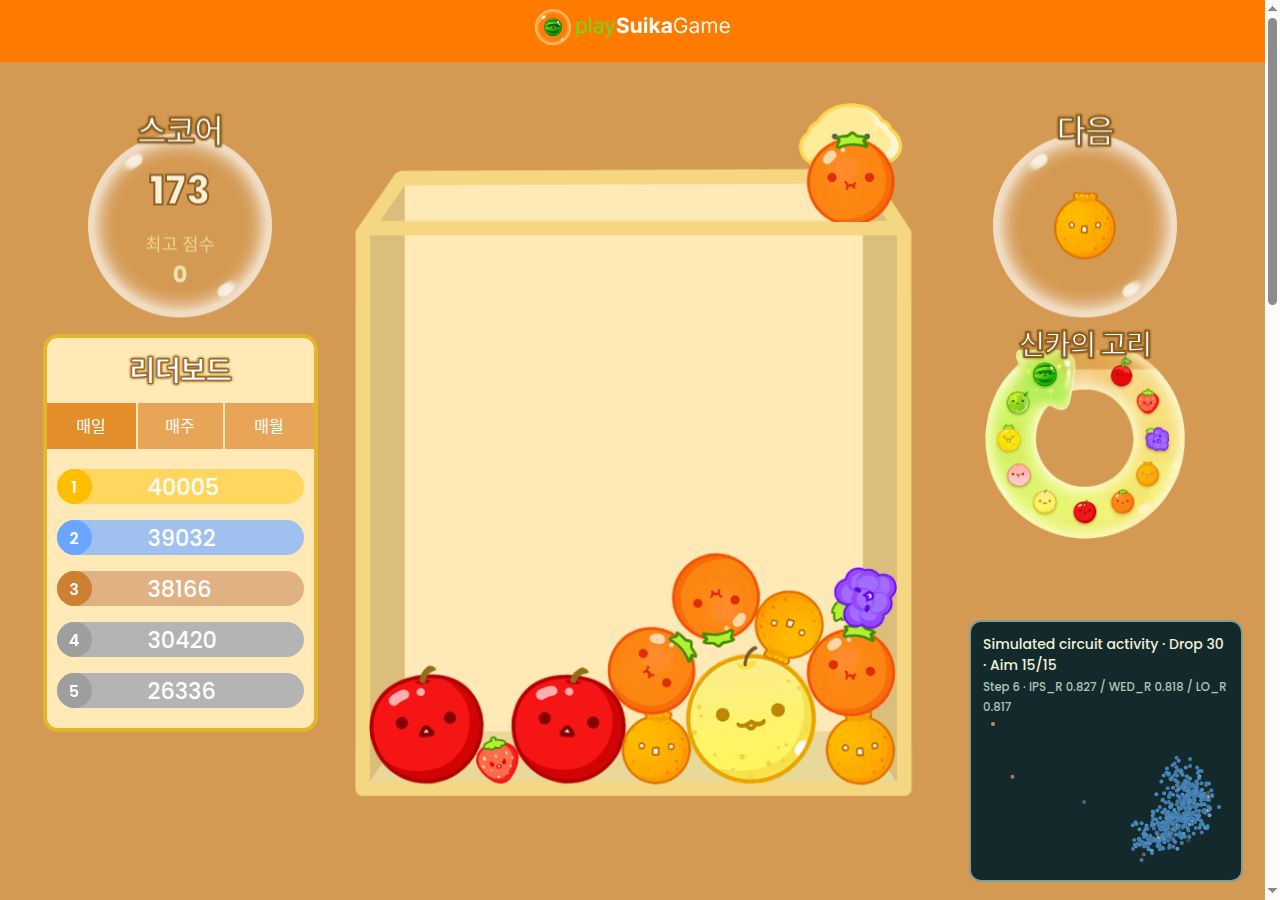 playSuikaGame
스코어
173
최고 점수
0
다음
신카의 고리
리더보드
매일 매주 매월
1 40005
2 39032
3 38166
4 30420
5 26336
Simulated circuit activity · Drop 30
· Aim 15/15
Step 6 · IPS_R 0.827 / WED_R 0.818 / LO_R
0.817